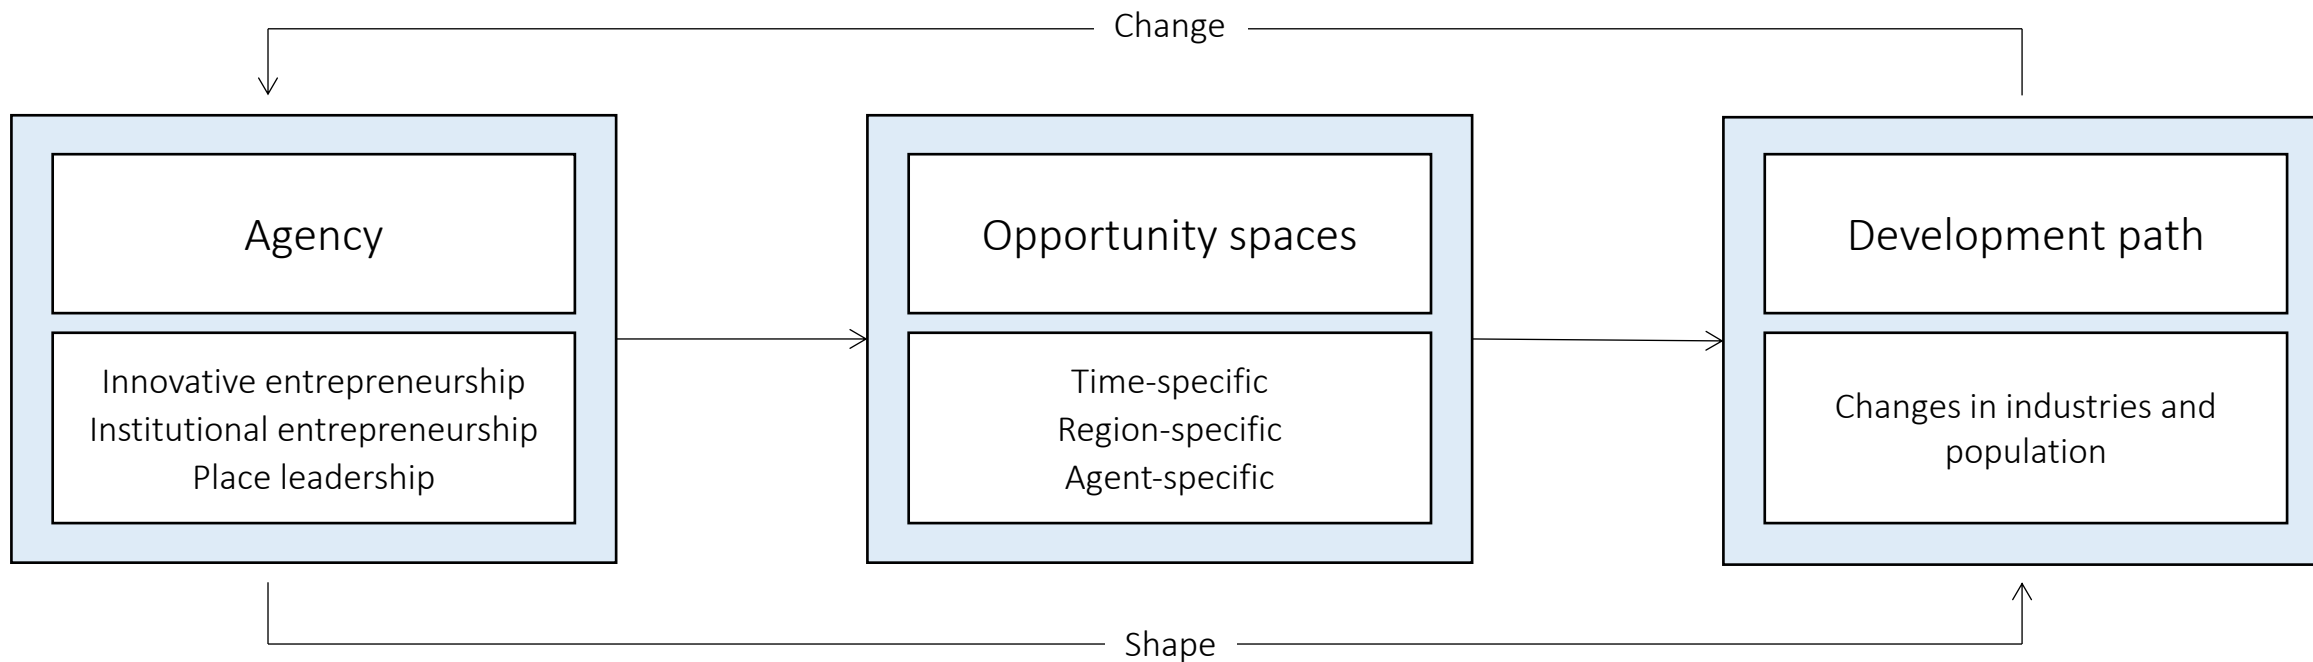 Change
Agency
Innovative entrepreneurship
Institutional entrepreneurship
Place leadership
Opportunity spaces
Time-specific
Region-specific
Agent-specific
Development path
Changes in industries and
population
Shape